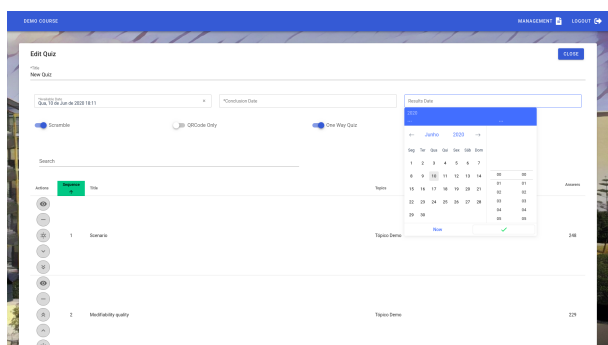 DEMO COURSE
MANAGEMENT
LOGOUT
Edit Quiz
CLOSE
*Title
New Quiz
*Available Date
Qua, 10 de Jun de 2020 18:11
*Conclusion Date
Results Date
2020
Scramble
QRCode Only
One Way Quiz
Junho 2020
Seg Ter Qua Qui Sex Sáb Dom
1 2 3 4 5 6 7
8 9 10 11 12 13 14
15 16 17 18 19 20 21
22 23 24 25 26 27 28
29 30
00 00
01 01
02 02
03 03
04 04
05 05
Now
Search
Actions Sequence Title Topics Answers
1 Scenario Tópico Demo 248
2 Modifiability quality Tópico Demo 229